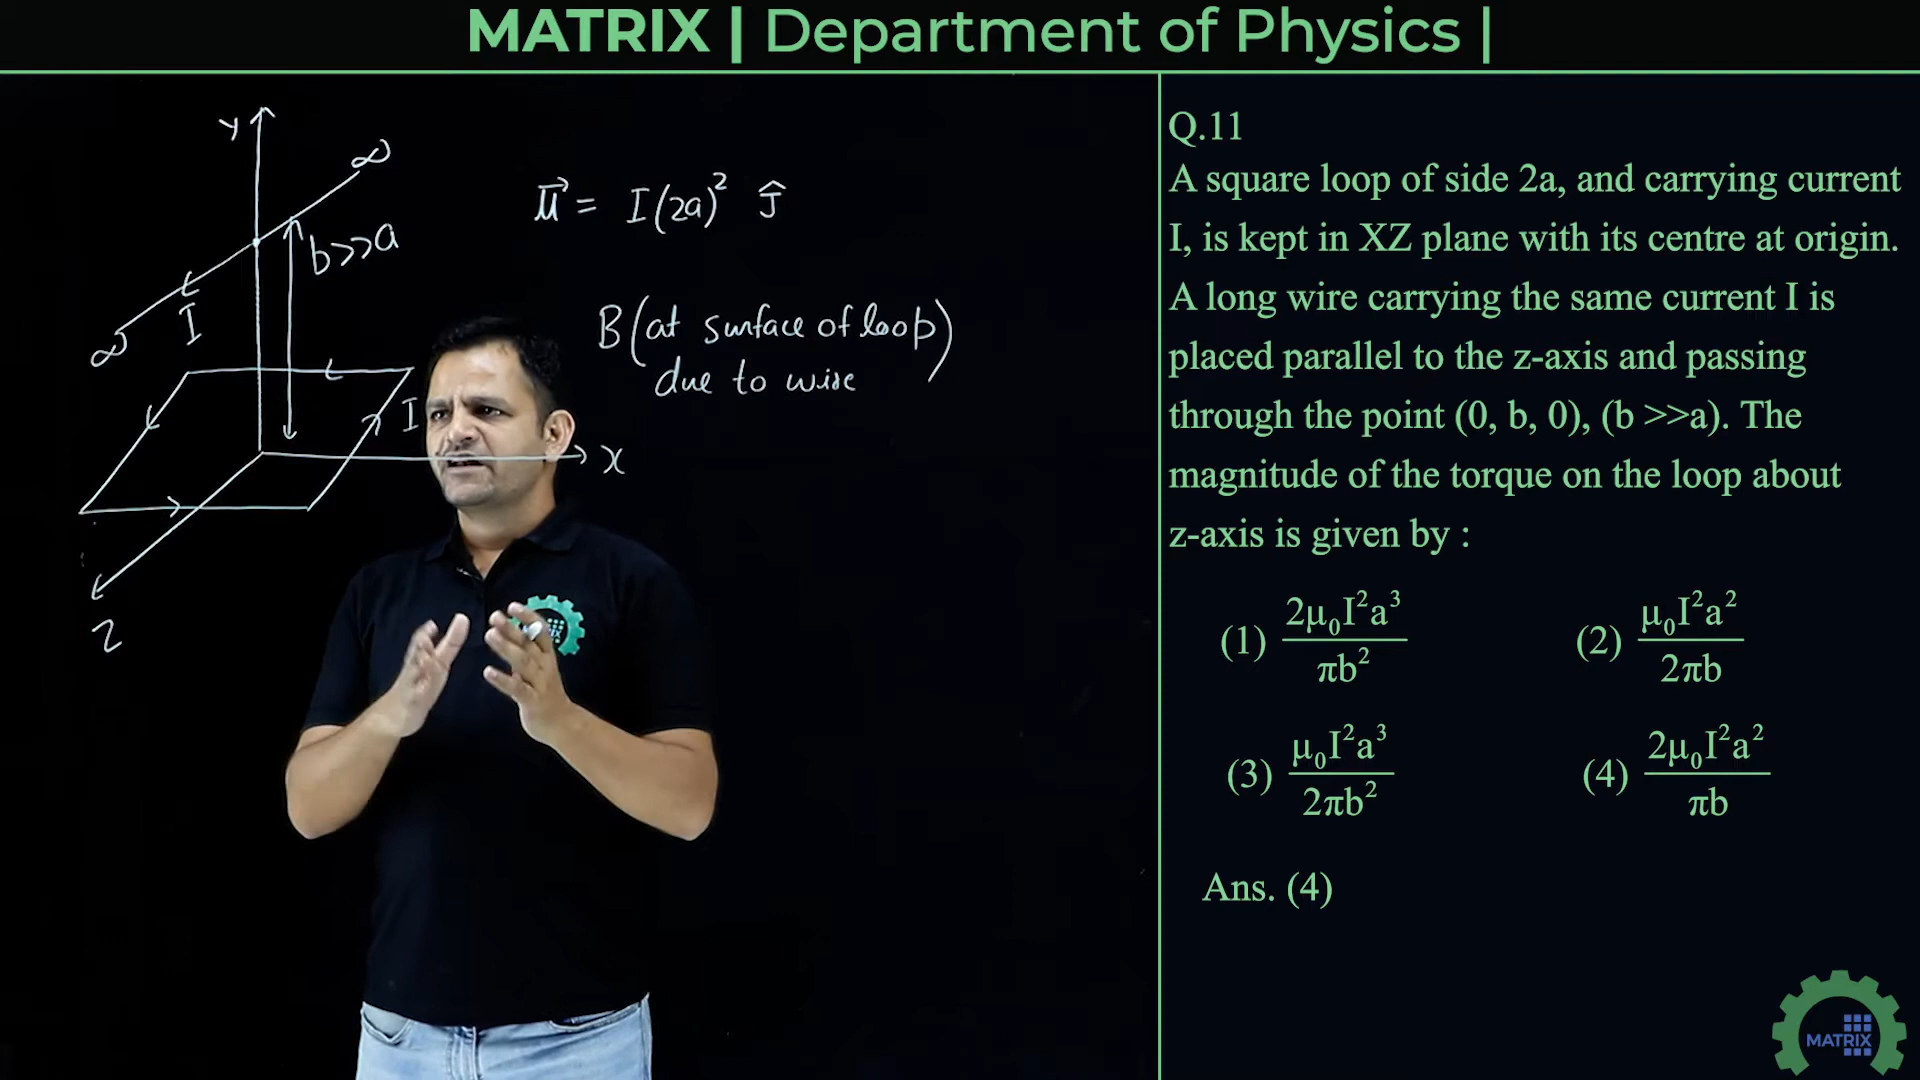 MATRIX | Department of Physics |
y
∞
b>>a
I
∞
I
x
z
μ⃗ = I(2a)² ĵ
B(at surface of loop)
due to wire
Q.11
A square loop of side 2a, and carrying current
I, is kept in XZ plane with its centre at origin.
A long wire carrying the same current I is
placed parallel to the z-axis and passing
through the point (0, b, 0), (b >>a). The
magnitude of the torque on the loop about
z-axis is given by :
(1) 2μ₀I²a³ / πb²
(2) μ₀I²a² / 2πb
(3) μ₀I²a³ / 2πb²
(4) 2μ₀I²a² / πb
Ans. (4)
MATRIX